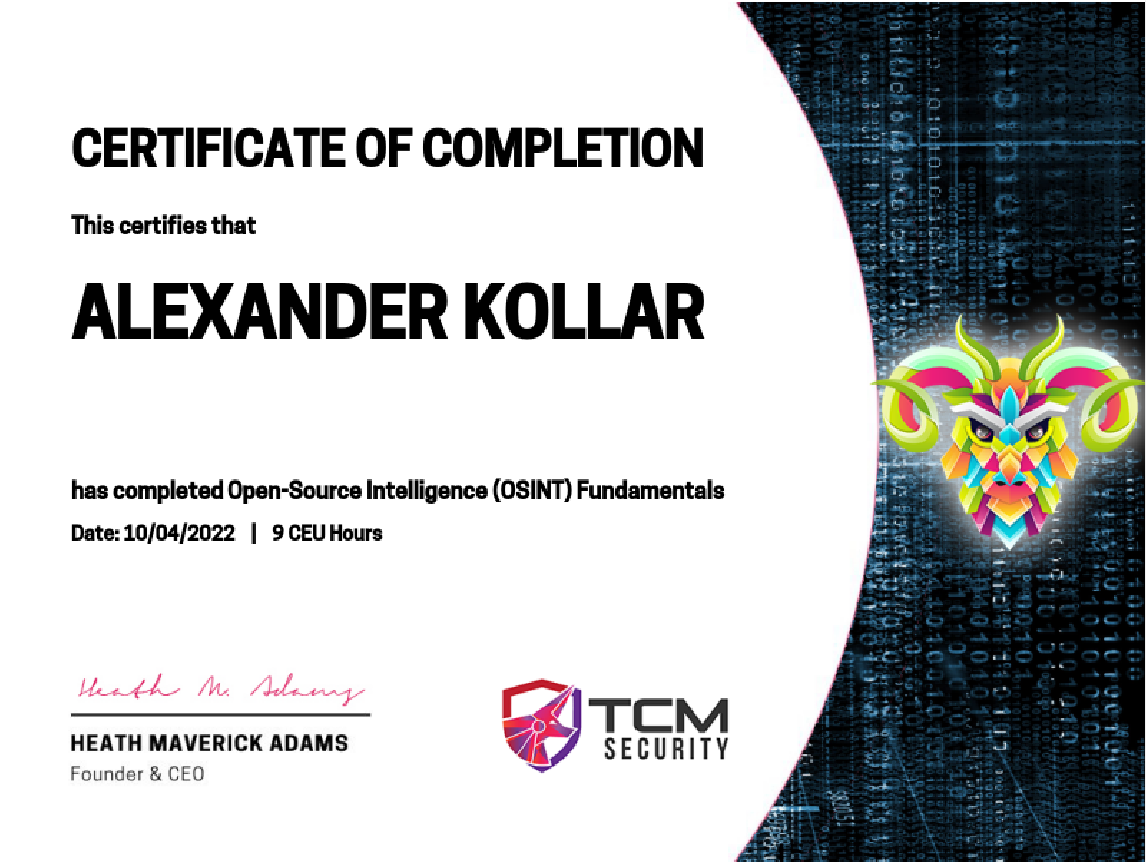 CERTIFICATE OF COMPLETION
This certifies that
ALEXANDER KOLLAR
has completed Open-Source Intelligence (OSINT) Fundamentals
Date: 10/04/2022 | 9 CEU Hours
Heath M. Adams
HEATH MAVERICK ADAMS
Founder & CEO
TCM
SECURITY